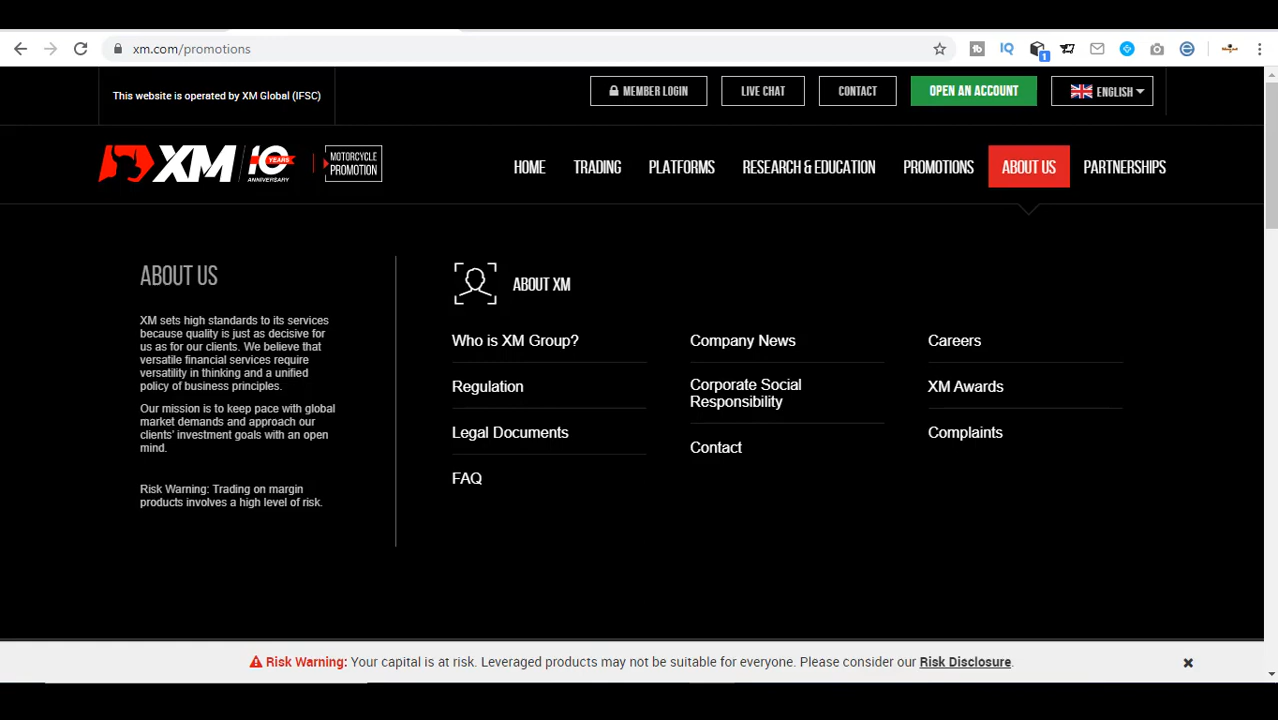 xm.com/promotions
1
This website is operated by XM Global (IFSC)
MEMBER LOGIN
LIVE CHAT
CONTACT
OPEN AN ACCOUNT
ENGLISH
XM
10 YEARS
ANNIVERSARY
MOTORCYCLE
PROMOTION
HOME
TRADING
PLATFORMS
RESEARCH & EDUCATION
PROMOTIONS
ABOUT US
PARTNERSHIPS
ABOUT US
XM sets high standards to its services
because quality is just as decisive for
us as for our clients. We believe that
versatile financial services require
versatility in thinking and a unified
policy of business principles.
Our mission is to keep pace with global
market demands and approach our
clients' investment goals with an open
mind.
Risk Warning: Trading on margin
products involves a high level of risk.
ABOUT XM
Who is XM Group?
Regulation
Legal Documents
FAQ
Company News
Corporate Social
Responsibility
Contact
Careers
XM Awards
Complaints
Risk Warning: Your capital is at risk. Leveraged products may not be suitable for everyone. Please consider our Risk Disclosure.